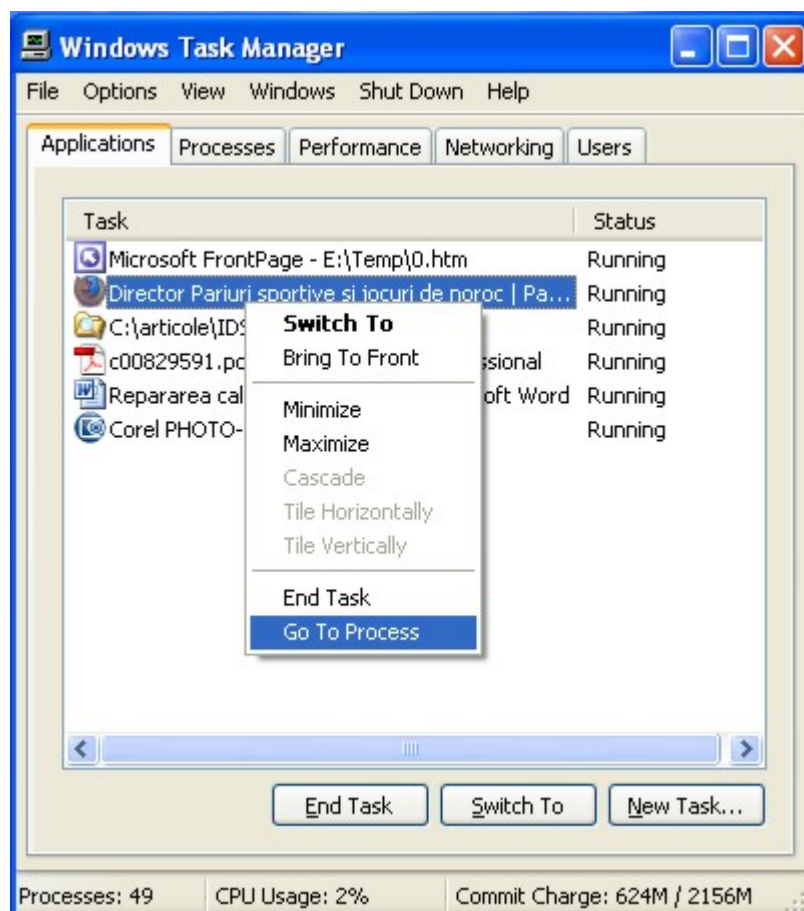 Windows Task Manager
File Options View Windows Shut Down Help
Applications Processes Performance Networking Users
Task Status
Microsoft FrontPage - E:\Temp\0.htm Running
Director Pariuri sportive si jocuri de noroc | Pa... Running
C:\articole\IDS Running
c00829591.pd ssional Running
Repararea cal oft Word Running
Corel PHOTO- Running
Switch To
Bring To Front
Minimize
Maximize
Cascade
Tile Horizontally
Tile Vertically
End Task
Go To Process
End Task Switch To New Task...
Processes: 49 CPU Usage: 2% Commit Charge: 624M / 2156M